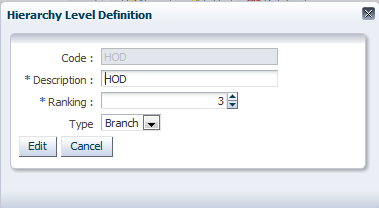 Hierarchy Level Definition
Code : HOD
* Description : HOD
* Ranking : 3
Type Branch
Edit Cancel